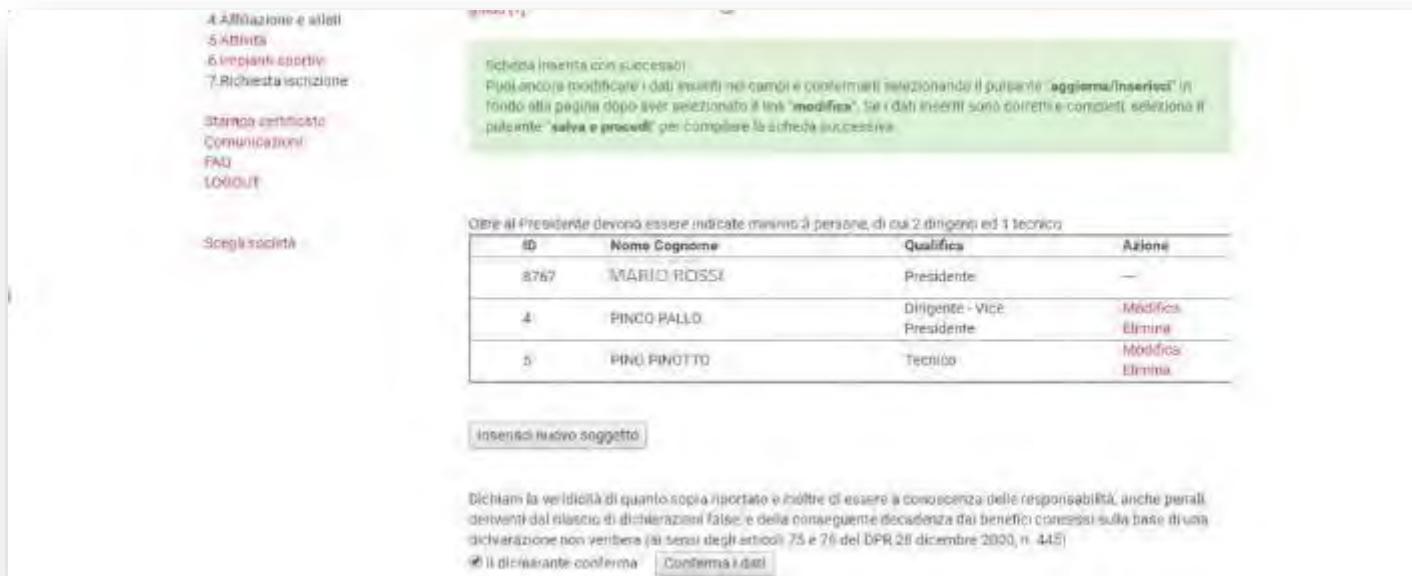 4 Affiliazione e atleti
5 Attività
6 Impianti sportivi
7 Richiesta iscrizione
Stampa certificato
Comunicazioni
FAQ
LOGOUT
Scegli società
Scheda inserita con successo!
Puoi ancora modificare i dati inseriti nei campi e confermarli selezionando il pulsante "aggiorna/inserisci" in
fondo alla pagina dopo aver selezionato il link "modifica". Se i dati inseriti sono corretti e completi, seleziona il
pulsante "salva e procedi" per compilare la scheda successiva.
Oltre al Presidente devono essere indicate minimo 3 persone, di cui 2 dirigenti ed 1 tecnico
ID Nome Cognome Qualifica Azione
8767 MARIO ROSSI Presidente —
4 PINCO PALLO Dirigente - Vice Presidente Modifica Elimina
5 PINO PINOTTO Tecnico Modifica Elimina
Inserisci nuovo soggetto
Dichiari la veridicità di quanto sopra riportato e inoltre di essere a conoscenza delle responsabilità, anche penali,
derivanti dal rilascio di dichiarazioni false, e della conseguente decadenza dai benefici concessi sulla base di una
dichiarazione non veritiera (ai sensi degli articoli 75 e 76 del DPR 28 dicembre 2000, n. 445)
Il dichiarante conferma Conferma i dati